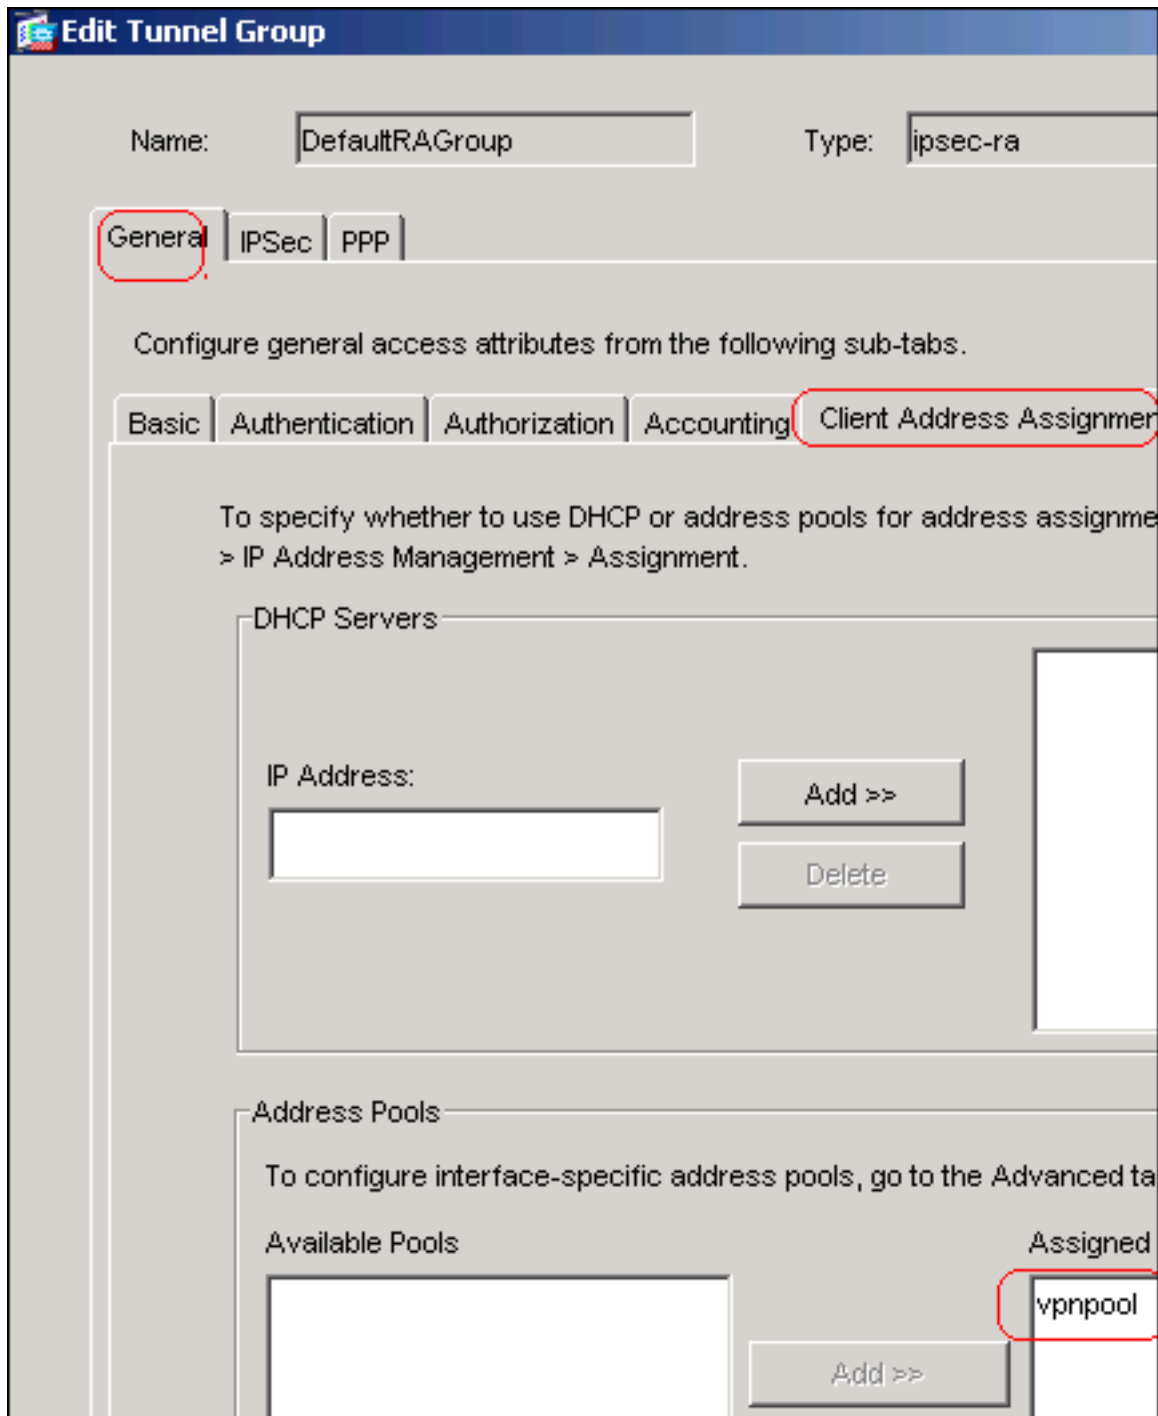 Edit Tunnel Group
Name: DefaultRAGroup Type: ipsec-ra
General IPSec PPP
Configure general access attributes from the following sub-tabs.
Basic Authentication Authorization Accounting Client Address Assignmen
To specify whether to use DHCP or address pools for address assignme
> IP Address Management > Assignment.
DHCP Servers
IP Address:
Add >>
Delete
Address Pools
To configure interface-specific address pools, go to the Advanced ta
Available Pools Assigned
vpnpool
Add >>